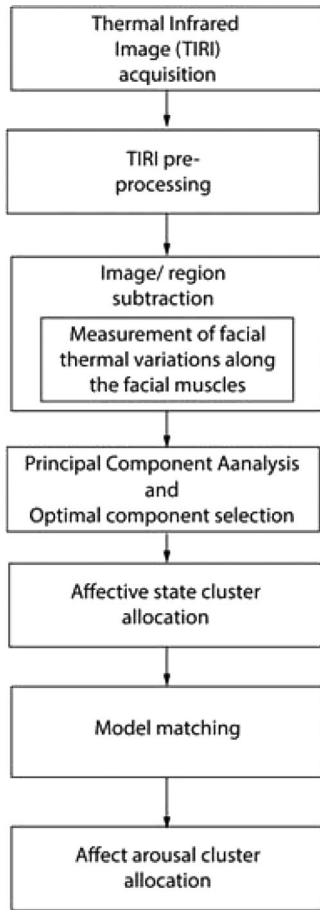 Thermal Infrared
Image (TIRI)
acquisition
TIRI pre-
processing
Image/ region
subtraction
Measurement of facial
thermal variations along
the facial muscles
Principal Component Aanalysis
and
Optimal component selection
Affective state cluster
allocation
Model matching
Affect arousal cluster
allocation